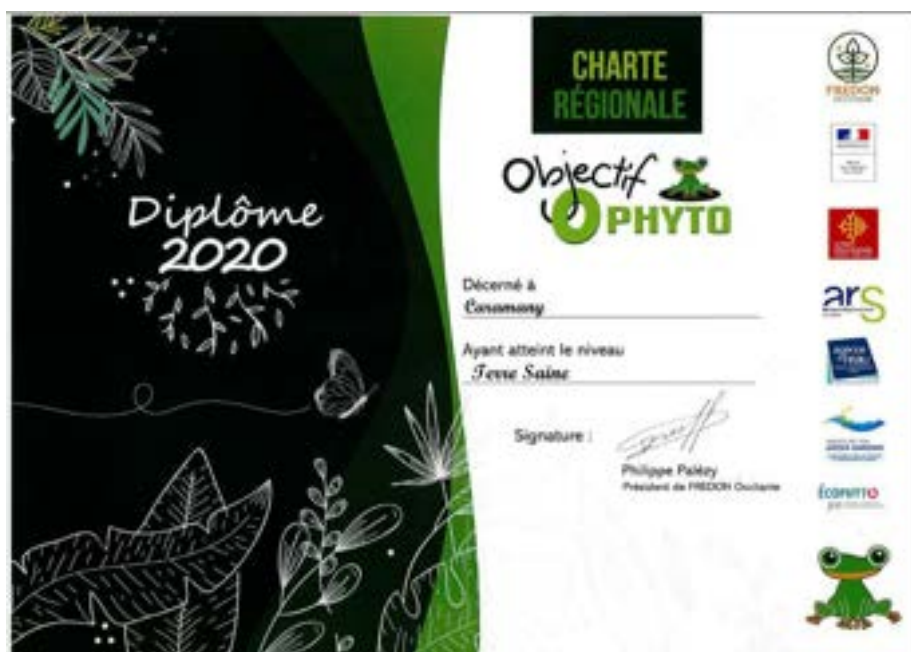 Diplôme
2020
CHARTE
RÉGIONALE
Objectif
O PHYTO
Décerné à
Caramany
Ayant atteint le niveau
Terre Saine
Signature :
Philippe Palézy
Président de FREDON Occitanie
FREDON
ars
ÉCOPHYTO